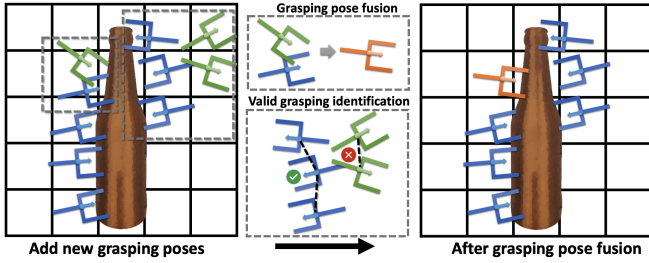 Grasping pose fusion
Valid grasping identification
Add new grasping poses
After grasping pose fusion